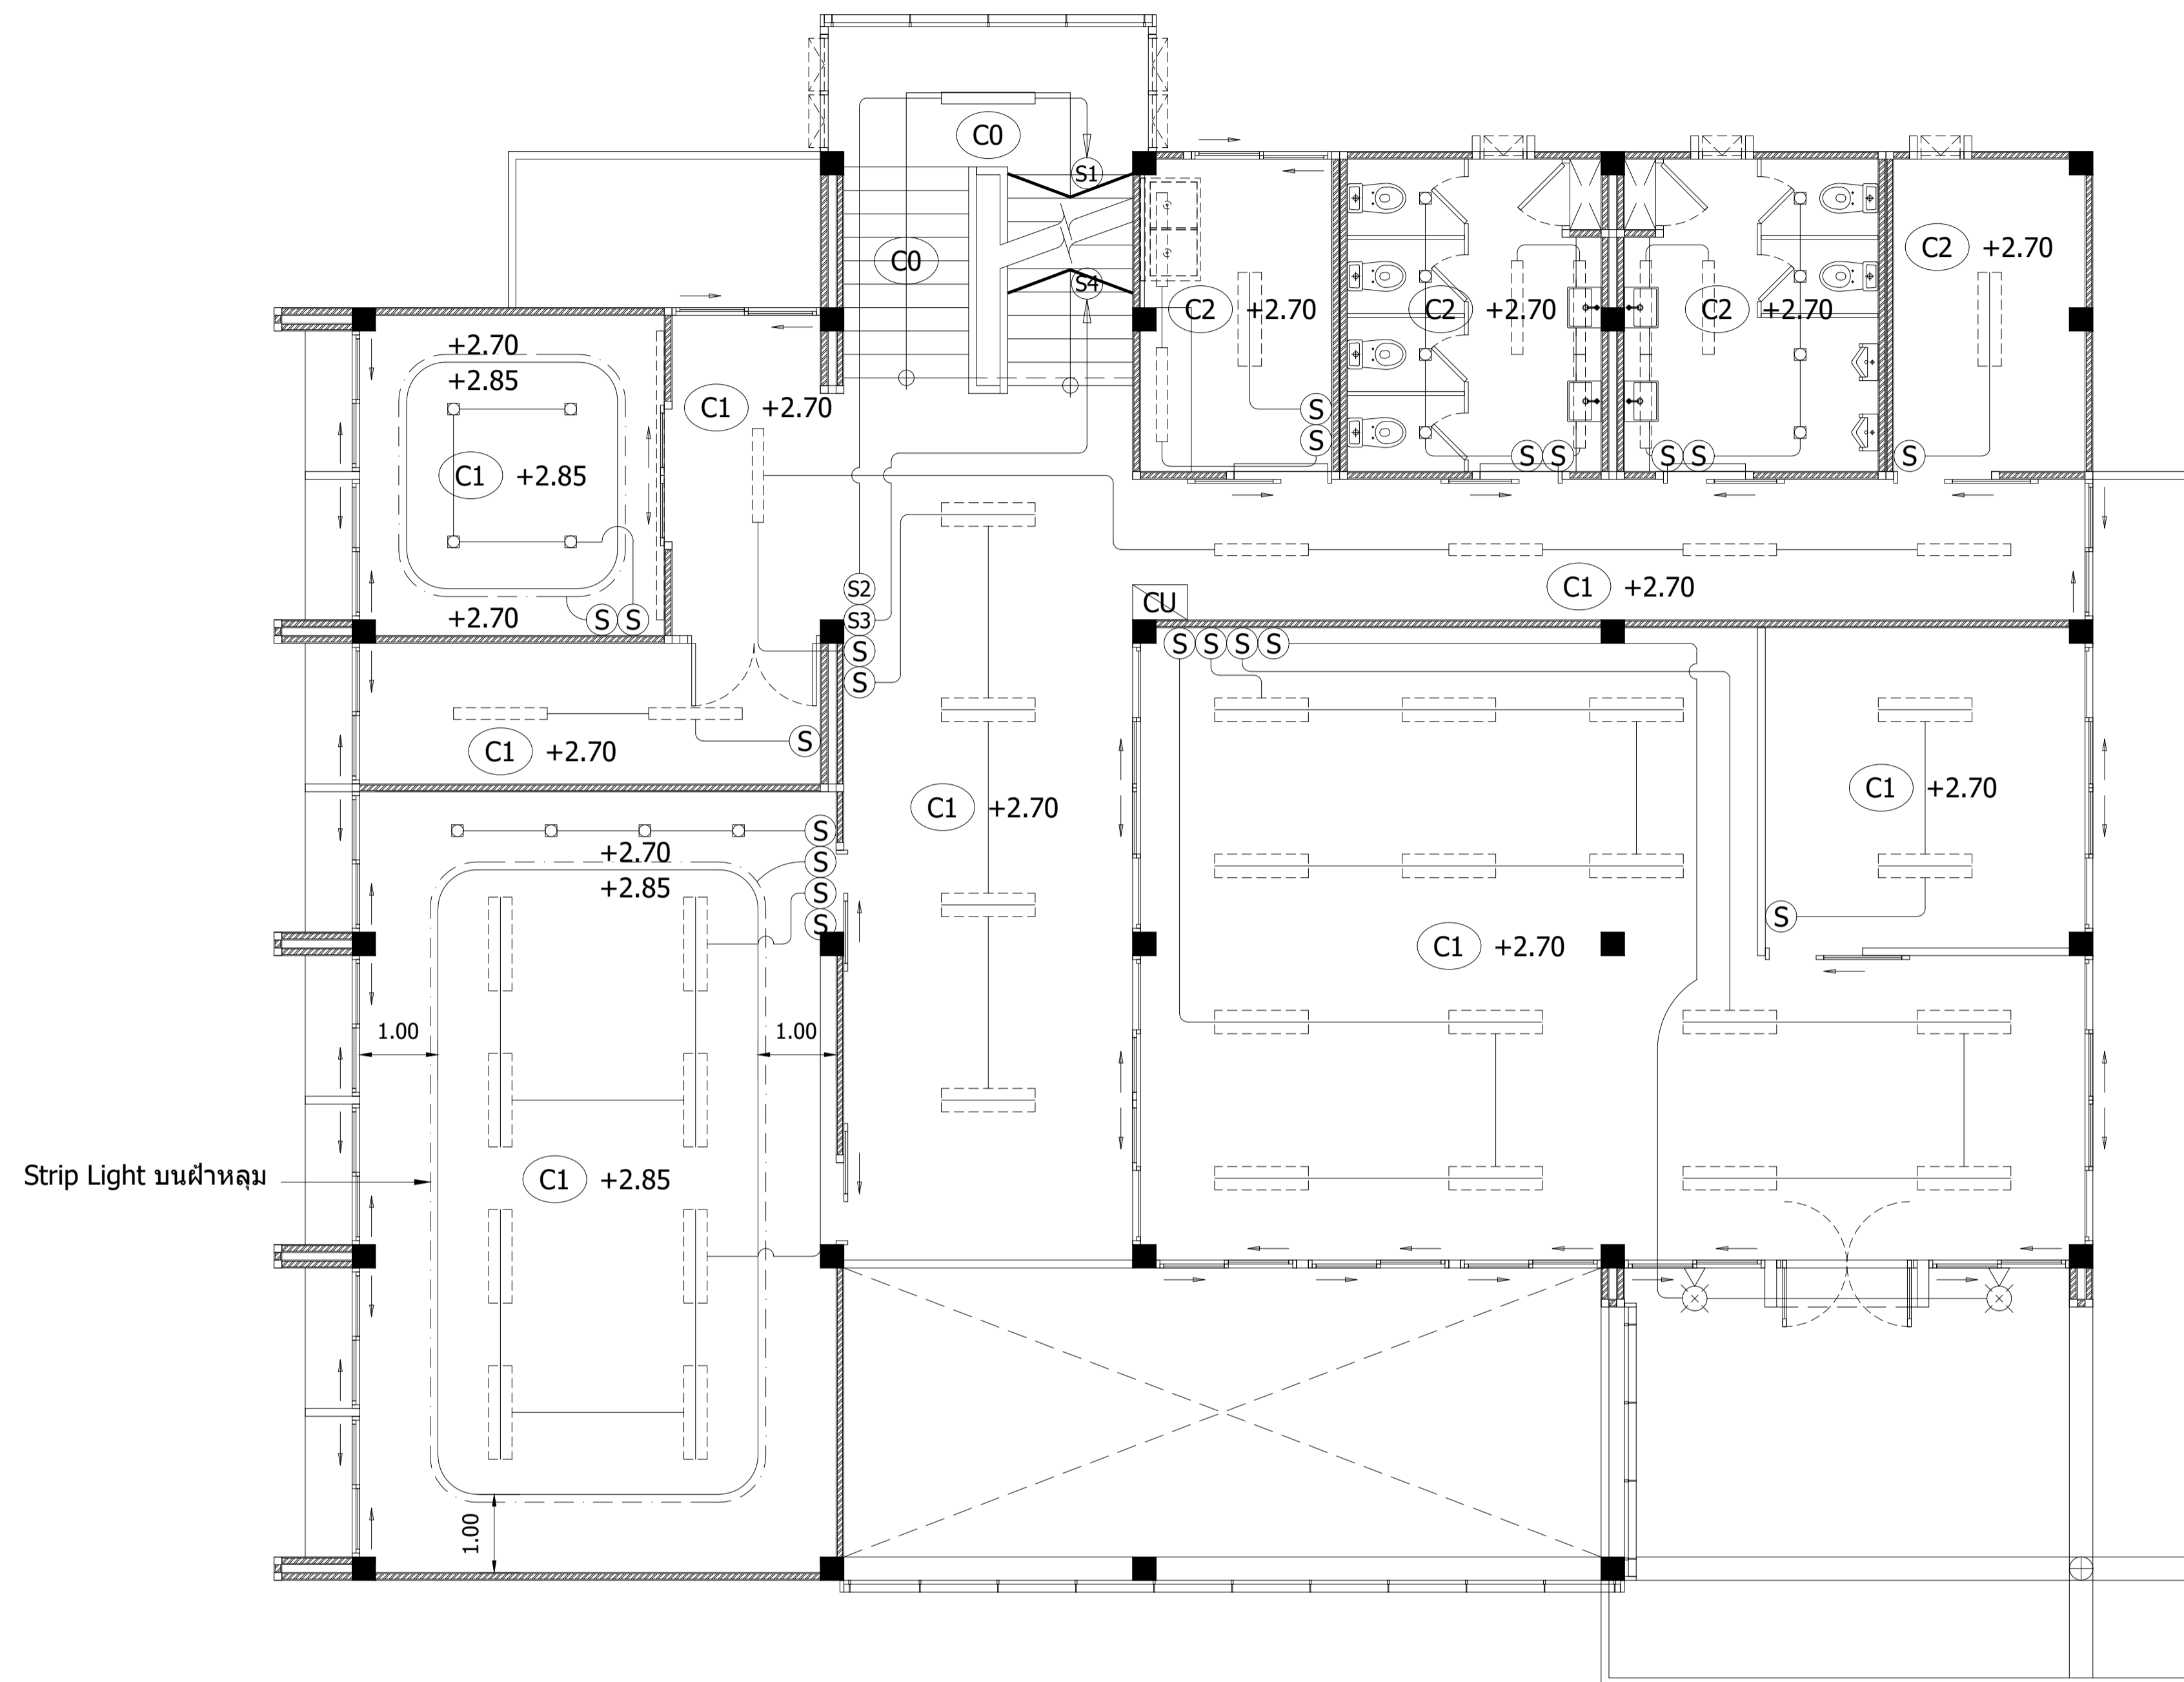 C0
S1
C0
C2 +2.70
S4
+2.70
C2 +2.70
C2 +2.70
C2 +2.70
+2.85
C1 +2.70
S
S
C1 +2.85
S S
S S
S
S2
C1 +2.70
CU
+2.70
S S
S3
S
S S S S
S
S
C1 +2.70
C1 +2.70
C1 +2.70
S
+2.70
S
+2.85
S
S
S
C1 +2.70
1.00
1.00
Strip Light บนฝ้าหลุม
C1 +2.85
1.00